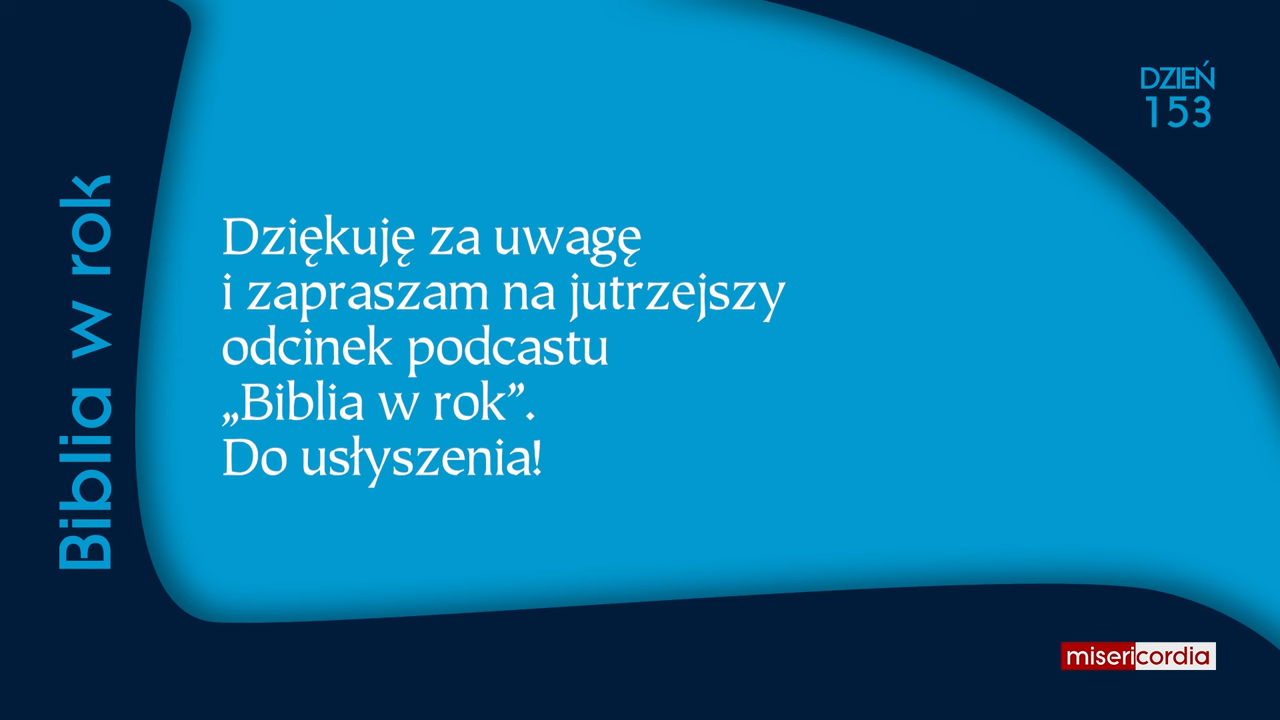 Biblia w rok
DZIEŃ
153
Dziękuję za uwagę
i zapraszam na jutrzejszy
odcinek podcastu
„Biblia w rok”.
Do usłyszenia!
misericordia